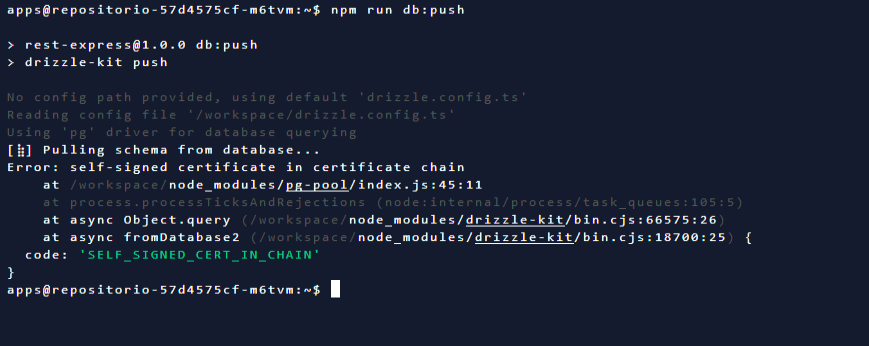 apps@repositorio-57d4575cf-m6tvm:~$ npm run db:push
> rest-express@1.0.0 db:push
> drizzle-kit push
No config path provided, using default 'drizzle.config.ts'
Reading config file '/workspace/drizzle.config.ts'
Using 'pg' driver for database querying
[⣷] Pulling schema from database...
Error: self-signed certificate in certificate chain
    at /workspace/node_modules/pg-pool/index.js:45:11
    at process.processTicksAndRejections (node:internal/process/task_queues:105:5)
    at async Object.query (/workspace/node_modules/drizzle-kit/bin.cjs:66575:26)
    at async fromDatabase2 (/workspace/node_modules/drizzle-kit/bin.cjs:18700:25) {
  code: 'SELF_SIGNED_CERT_IN_CHAIN'
}
apps@repositorio-57d4575cf-m6tvm:~$